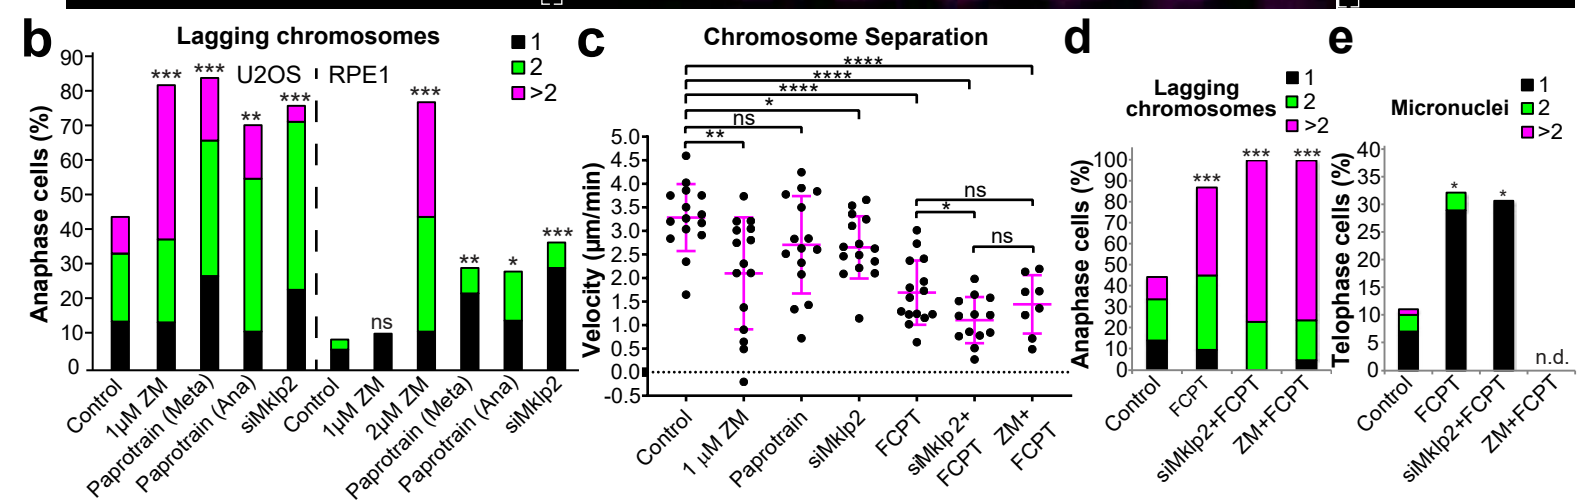 b
Lagging chromosomes
1
2
>2
U2OS
RPE1
Anaphase cells (%)
90
80
70
60
50
40
30
20
10
0
***
***
**
***
ns
***
**
*
***
Control
1µM ZM
Paprotrain (Meta)
Paprotrain (Ana)
siMklp2
Control
1µM ZM
2µM ZM
Paprotrain (Meta)
Paprotrain (Ana)
siMklp2
c
Chromosome Separation
****
****
****
*
ns
**
ns
*
ns
Velocity (µm/min)
5.0
4.5
4.0
3.5
3.0
2.5
2.0
1.5
1.0
0.5
0.0
-0.5
Control
1 µM ZM
Paprotrain
siMklp2
FCPT
siMklp2+
FCPT
ZM+
FCPT
d
Lagging
chromosomes
1
2
>2
Anaphase cells (%)
100
90
80
70
60
50
40
30
20
10
0
***
***
***
Control
FCPT
siMklp2+FCPT
ZM+FCPT
e
Micronuclei
1
2
>2
Telophase cells (%)
40
35
30
25
20
15
10
5
0
*
*
n.d.
Control
FCPT
siMklp2+FCPT
ZM+FCPT